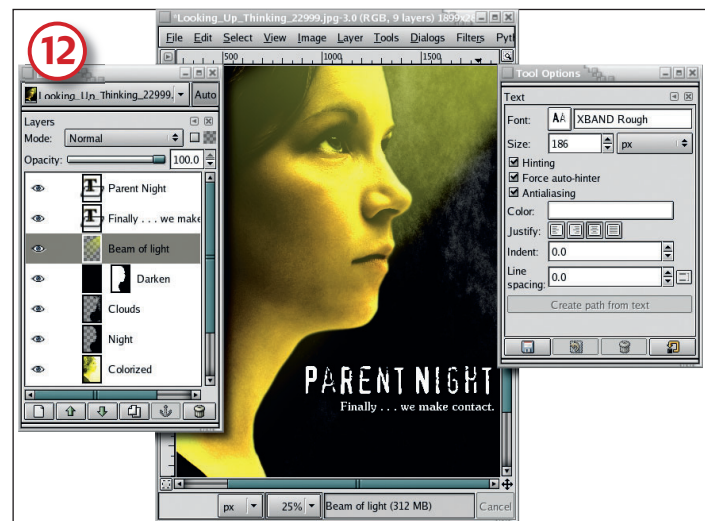 12
*Looking_Up_Thinking_22999.jpg-3.0 (RGB, 9 layers)
File Edit Select View Image Layer Tools Dialogs Filters
500 1000 1500
Looking_Up_Thinking_22999. Auto
Layers
Mode: Normal
Opacity: 100.0
T Parent Night
T Finally . . . we make
Beam of light
Darken
Clouds
Night
Colorized
PARENT NIGHT
Finally . . . we make contact.
px 25% Beam of light (312 MB) Cancel
Tool Options
Text
Font: AA XBAND Rough
Size: 186 px
Hinting
Force auto-hinter
Antialiasing
Color:
Justify:
Indent: 0.0
Line
spacing: 0.0
Create path from text